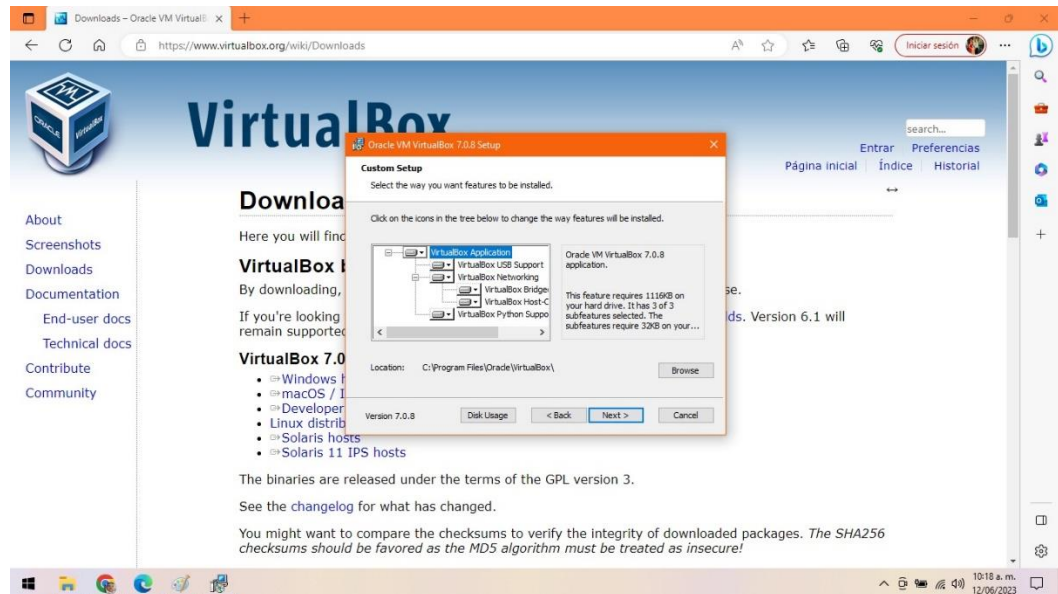 Downloads – Oracle VM VirtualB
https://www.virtualbox.org/wiki/Downloads
Iniciar sesión
ORACLE
VirtualBox
VirtualBox
search...
Entrar Preferencias
Página inicial Índice Historial
About
Screenshots
Downloads
Documentation
End-user docs
Technical docs
Contribute
Community
Downloa
Here you will find
VirtualBox b
By downloading, se.
If you're looking ds. Version 6.1 will
remain supported
VirtualBox 7.0
Windows h
macOS / I
Developer
Linux distrib
Solaris hosts
Solaris 11 IPS hosts
The binaries are released under the terms of the GPL version 3.
See the changelog for what has changed.
You might want to compare the checksums to verify the integrity of downloaded packages. The SHA256
checksums should be favored as the MD5 algorithm must be treated as insecure!
Oracle VM VirtualBox 7.0.8 Setup
Custom Setup
Select the way you want features to be installed.
Click on the icons in the tree below to change the way features will be installed.
VirtualBox Application
VirtualBox USB Support
VirtualBox Networking
VirtualBox Bridge
VirtualBox Host-C
VirtualBox Python Suppo
Oracle VM VirtualBox 7.0.8
application.
This feature requires 1116KB on
your hard drive. It has 3 of 3
subfeatures selected. The
subfeatures require 32KB on your...
Location: C:\Program Files\Oracle\VirtualBox\
Browse
Version 7.0.8
Disk Usage
< Back
Next >
Cancel
10:18 a. m.
12/06/2023